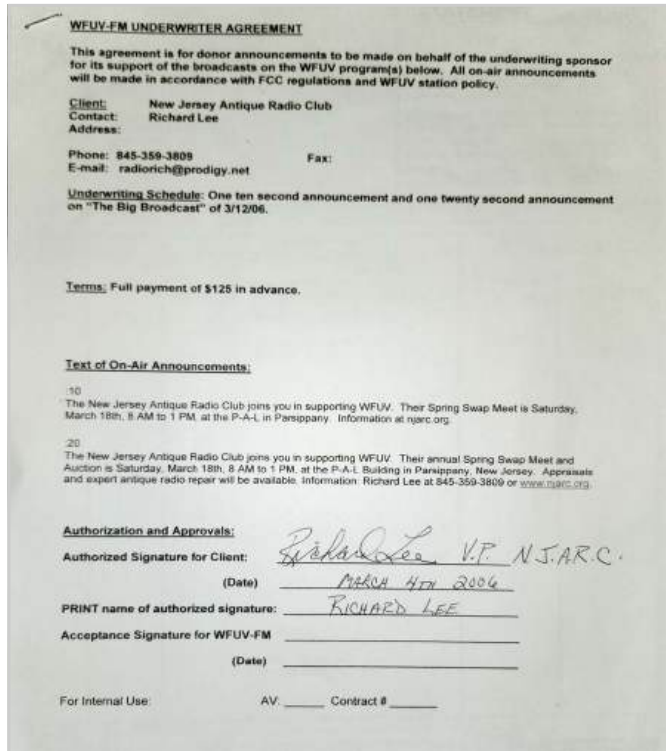 WFUV-FM UNDERWRITER AGREEMENT
This agreement is for donor announcements to be made on behalf of the underwriting sponsor
for its support of the broadcasts on the WFUV program(s) below. All on-air announcements
will be made in accordance with FCC regulations and WFUV station policy.
Client: New Jersey Antique Radio Club
Contact: Richard Lee
Address:
Phone: 845-359-3809 Fax:
E-mail: radiorich@prodigy.net
Underwriting Schedule: One ten second announcement and one twenty second announcement
on "The Big Broadcast" of 3/12/06.
Terms: Full payment of $125 in advance.
Text of On-Air Announcements:
:10
The New Jersey Antique Radio Club joins you in supporting WFUV. Their Spring Swap Meet is Saturday,
March 18th, 8 AM to 1 PM, at the P-A-L in Parsippany. Information at njarc.org.
:20
The New Jersey Antique Radio Club joins you in supporting WFUV. Their annual Spring Swap Meet and
Auction is Saturday, March 18th, 8 AM to 1 PM, at the P-A-L Building in Parsippany, New Jersey. Appraisals
and expert antique radio repair will be available. Information: Richard Lee at 845-359-3809 or www.njarc.org.
Authorization and Approvals:
Authorized Signature for Client: Richard Lee V.P. N.J.A.R.C.
(Date) MARCH 4TH 2006
PRINT name of authorized signature: RICHARD LEE
Acceptance Signature for WFUV-FM
(Date)
For Internal Use: AV: Contract #